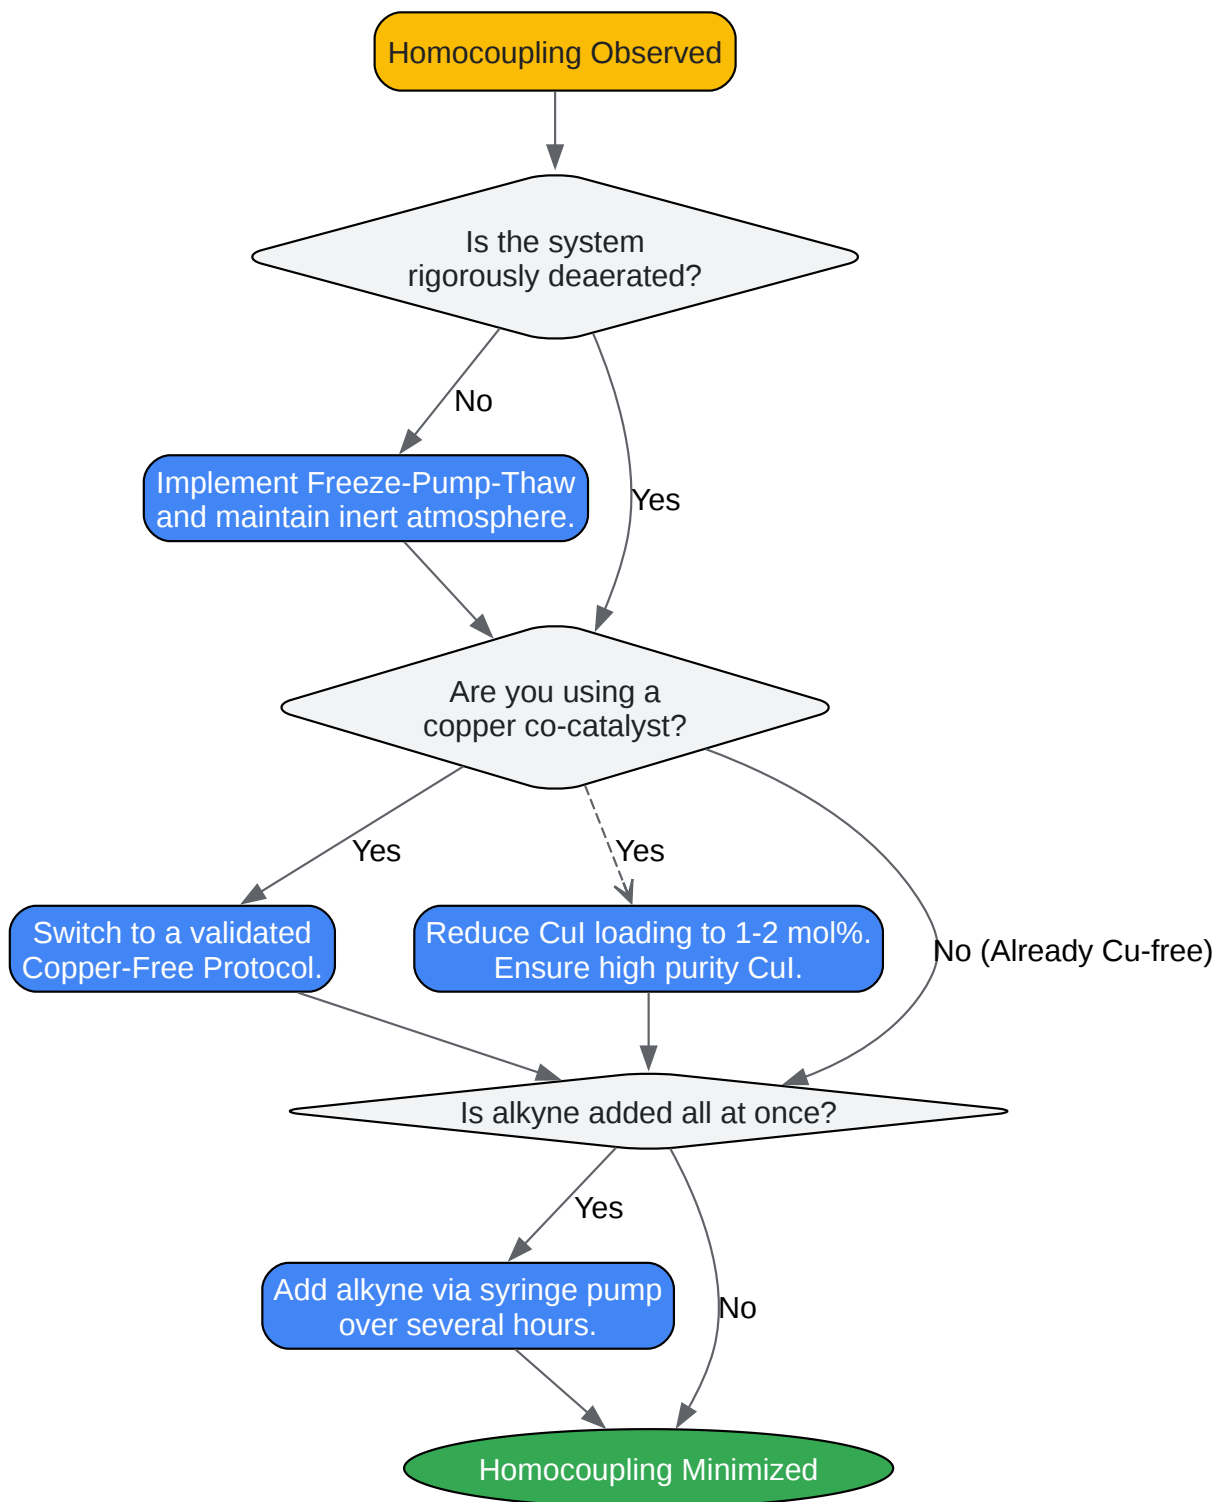 Homocoupling Observed
Is the system
rigorously deaerated?
No
Implement Freeze-Pump-Thaw
and maintain inert atmosphere.
Yes
Are you using a
copper co-catalyst?
Yes
Yes
Switch to a validated
Copper-Free Protocol.
Reduce CuI loading to 1-2 mol%.
Ensure high purity CuI.
No (Already Cu-free)
Is alkyne added all at once?
Yes
Add alkyne via syringe pump
over several hours.
No
Homocoupling Minimized